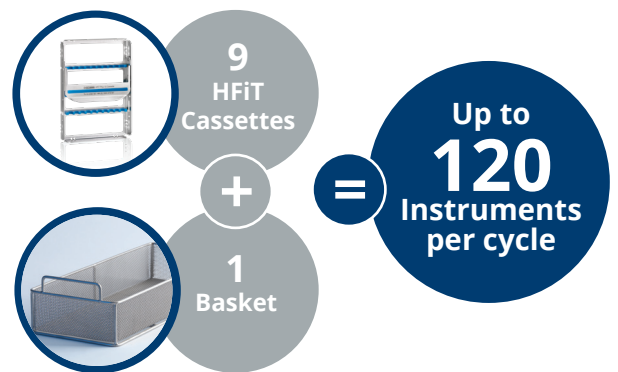 9
HFiT
Cassettes
+
1
Basket
=
Up to
120
Instruments
per cycle